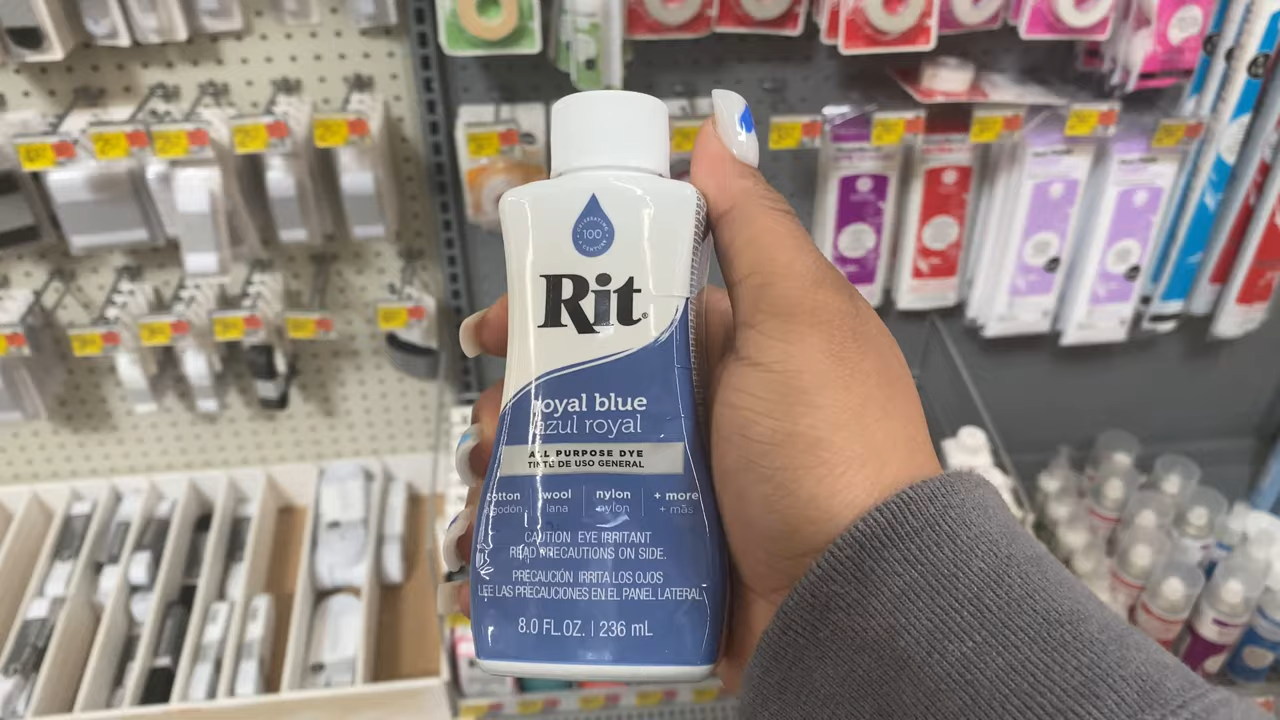 CELEBRATING
100
A CENTURY
Rit®
royal blue
azul royal
ALL PURPOSE DYE
TINTE DE USO GENERAL
cotton wool nylon + more
algodón lana nylon + más
CAUTION EYE IRRITANT
READ PRECAUTIONS ON SIDE.
PRECAUCIÓN IRRITA LOS OJOS
LEE LAS PRECAUCIONES EN EL PANEL LATERAL
8.0 FL.OZ. | 236 mL